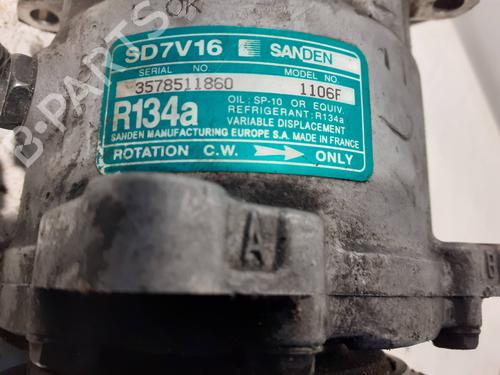 OK
SD7V16 SANDEN
SERIAL NO. MODEL NO.
3578511860 1106F
R134a
OIL: SP-10 OR EQUIV.
REFRIGERANT: R134a
VARIABLE DISPLACEMENT
SANDEN MANUFACTURING EUROPE S.A. MADE IN FRANCE
ROTATION C.W. ONLY
A
B-PARTS